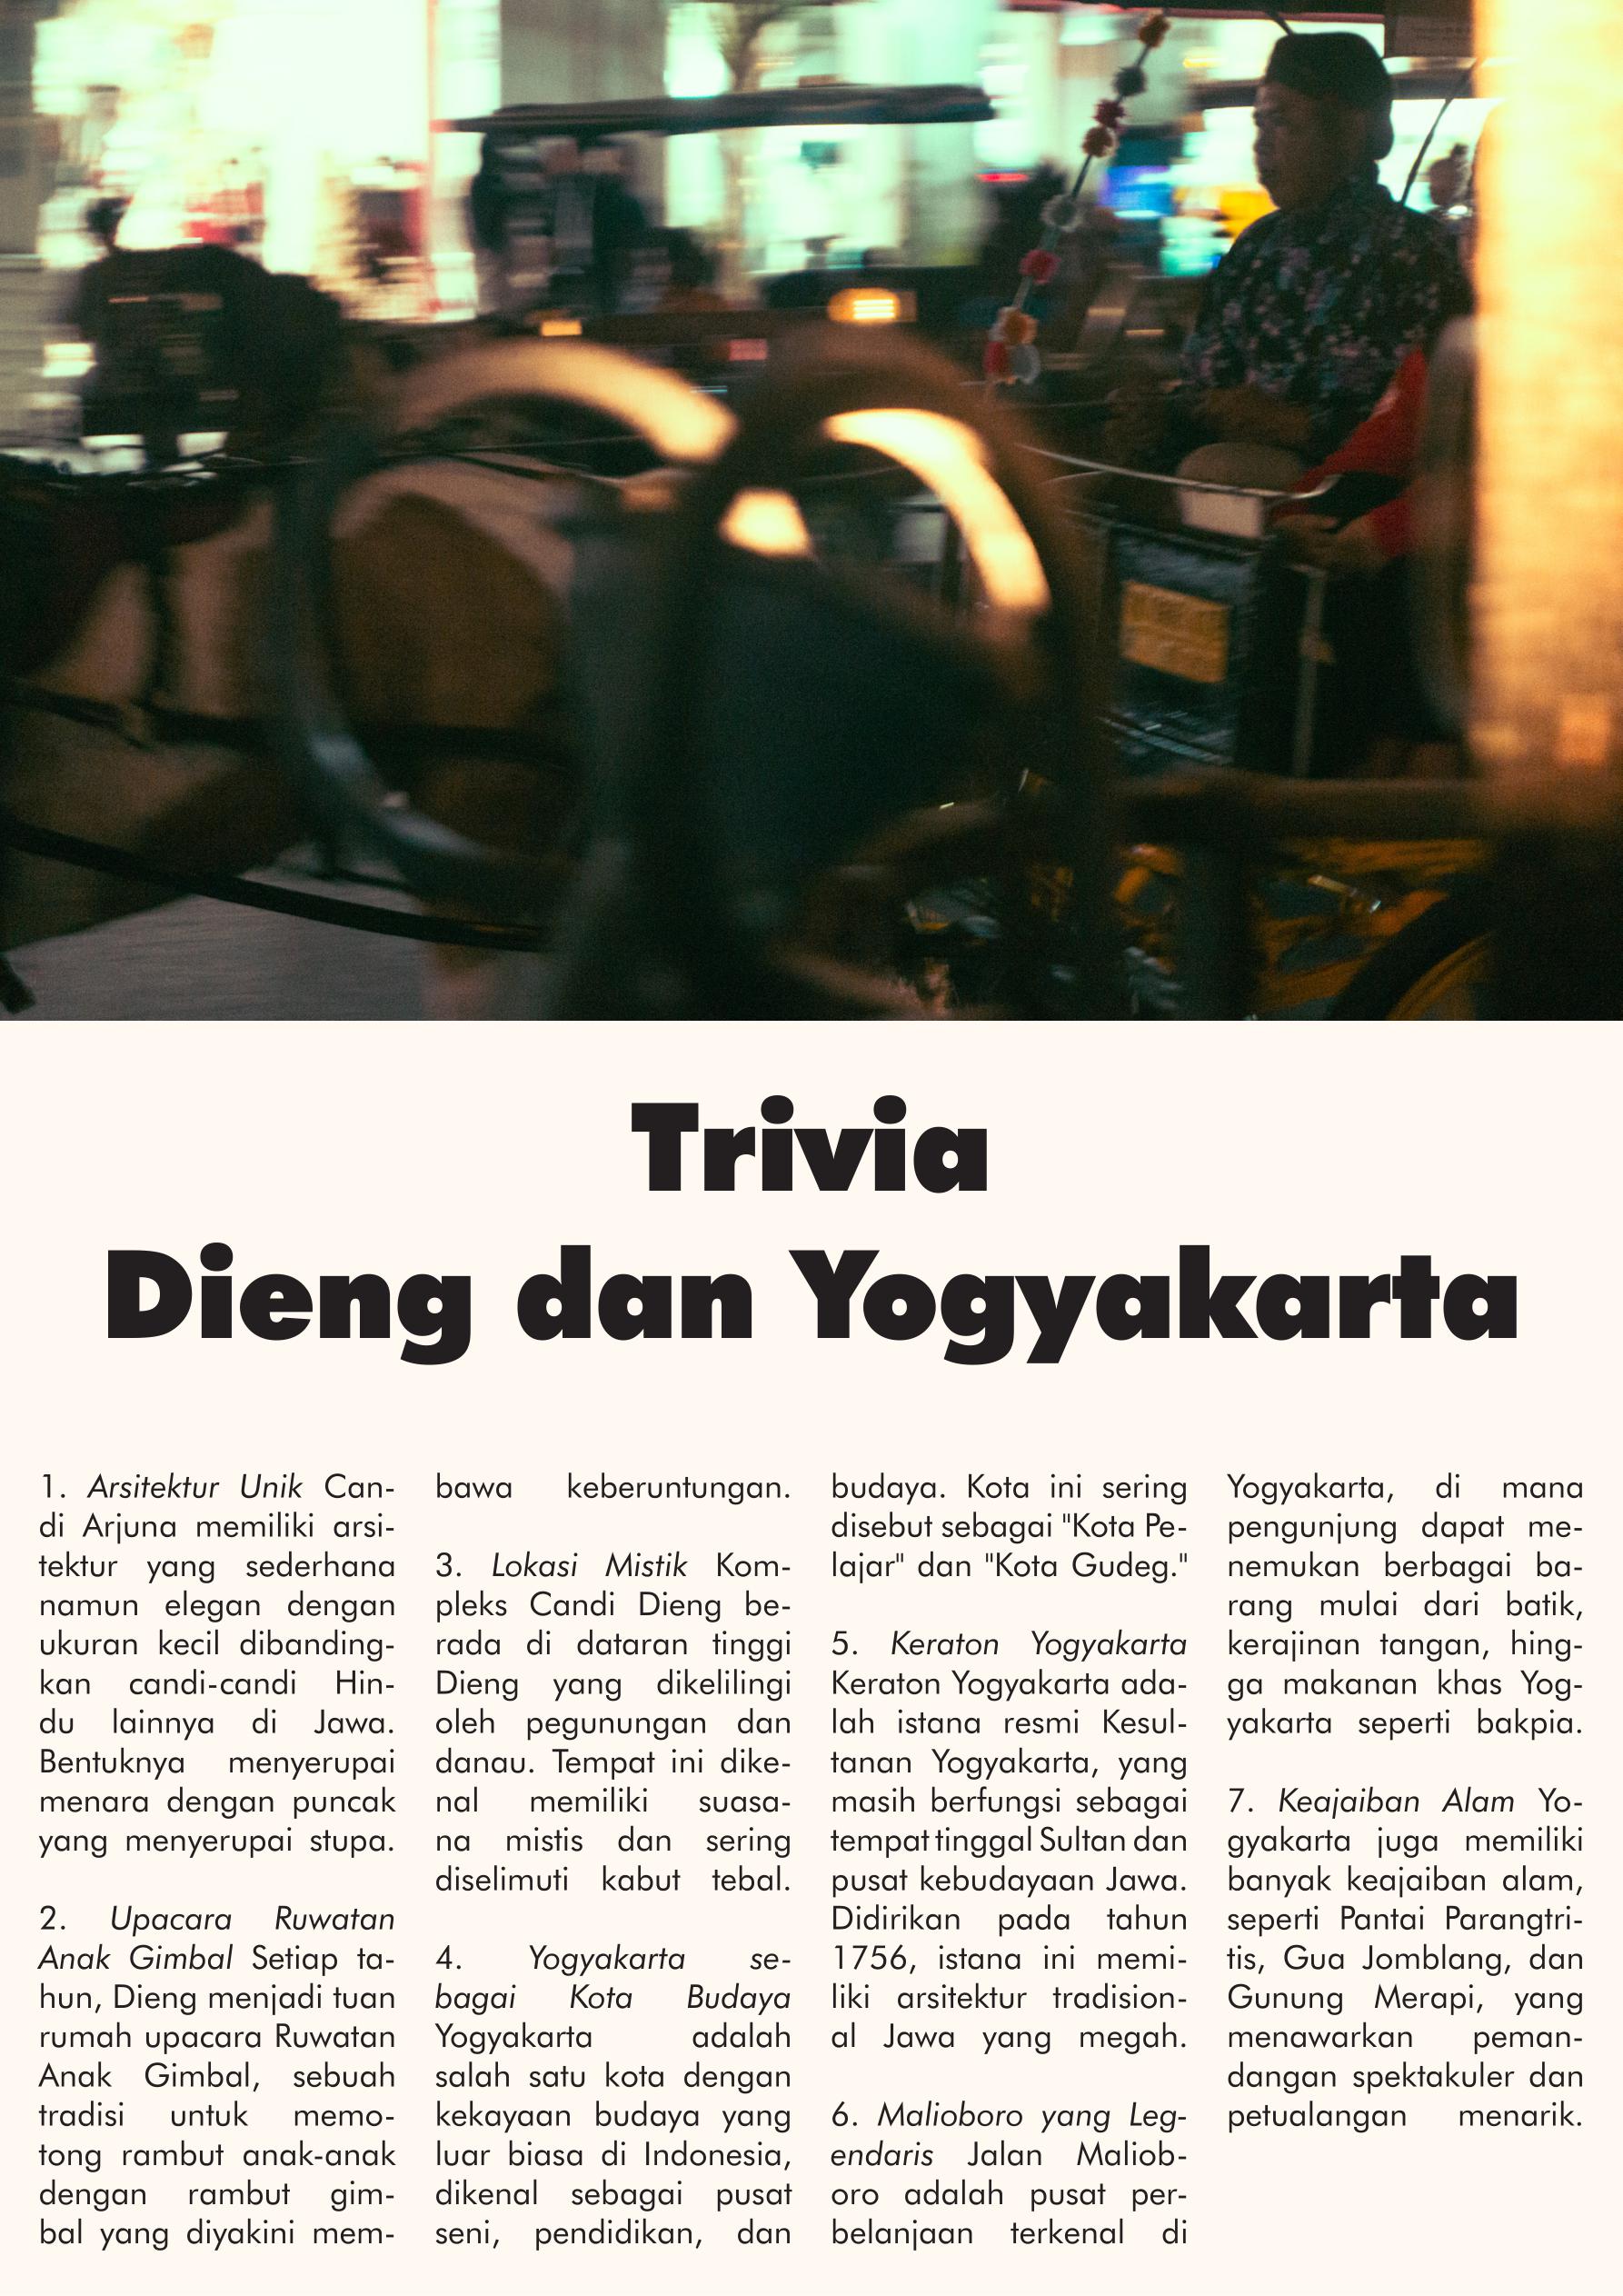 Trivia
Dieng dan Yogyakarta
1. Arsitektur Unik Can-
di Arjuna memiliki arsi-
tektur yang sederhana
namun elegan dengan
ukuran kecil dibanding-
kan candi-candi Hin-
du lainnya di Jawa.
Bentuknya menyerupai
menara dengan puncak
yang menyerupai stupa.
2. Upacara Ruwatan
Anak Gimbal Setiap ta-
hun, Dieng menjadi tuan
rumah upacara Ruwatan
Anak Gimbal, sebuah
tradisi untuk memo-
tong rambut anak-anak
dengan rambut gim-
bal yang diyakini mem-
bawa keberuntungan.
3. Lokasi Mistik Kom-
pleks Candi Dieng be-
rada di dataran tinggi
Dieng yang dikelilingi
oleh pegunungan dan
danau. Tempat ini dike-
nal memiliki suasa-
na mistis dan sering
diselimuti kabut tebal.
4. Yogyakarta se-
bagai Kota Budaya
Yogyakarta adalah
salah satu kota dengan
kekayaan budaya yang
luar biasa di Indonesia,
dikenal sebagai pusat
seni, pendidikan, dan
budaya. Kota ini sering
disebut sebagai "Kota Pe-
lajar" dan "Kota Gudeg."
5. Keraton Yogyakarta
Keraton Yogyakarta ada-
lah istana resmi Kesul-
tanan Yogyakarta, yang
masih berfungsi sebagai
tempat tinggal Sultan dan
pusat kebudayaan Jawa.
Didirikan pada tahun
1756, istana ini memi-
liki arsitektur tradision-
al Jawa yang megah.
6. Malioboro yang Leg-
endaris Jalan Maliob-
oro adalah pusat per-
belanjaan terkenal di
Yogyakarta, di mana
pengunjung dapat me-
nemukan berbagai ba-
rang mulai dari batik,
kerajinan tangan, hing-
ga makanan khas Yog-
yakarta seperti bakpia.
7. Keajaiban Alam Yo-
gyakarta juga memiliki
banyak keajaiban alam,
seperti Pantai Parangtri-
tis, Gua Jomblang, dan
Gunung Merapi, yang
menawarkan peman-
dangan spektakuler dan
petualangan menarik.